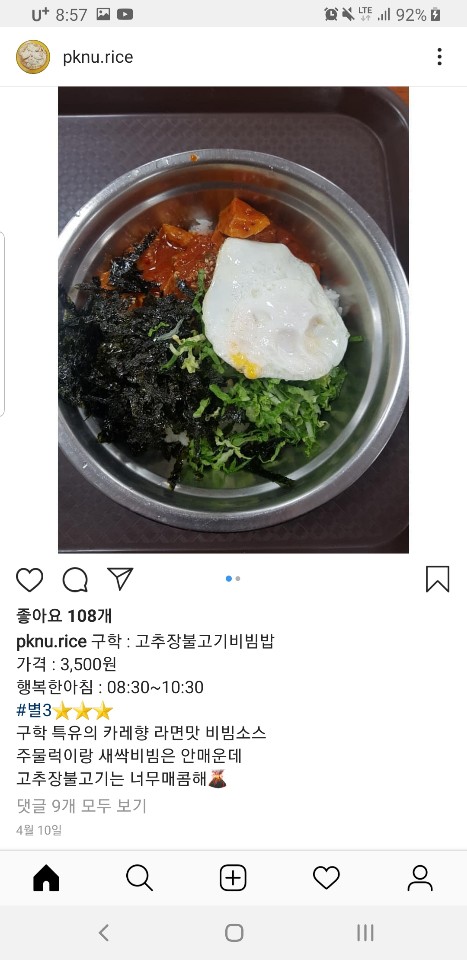 U+ 8:57 LTE 92%
pknu.rice
좋아요 108개
pknu.rice 구학 : 고추장불고기비빔밥
가격 : 3,500원
행복한아침 : 08:30~10:30
#별3⭐⭐⭐
구학 특유의 카레향 라면맛 비빔소스
주물럭이랑 새싹비빔은 안매운데
고추장불고기는 너무매콤해🌋
댓글 9개 모두 보기
4월 10일